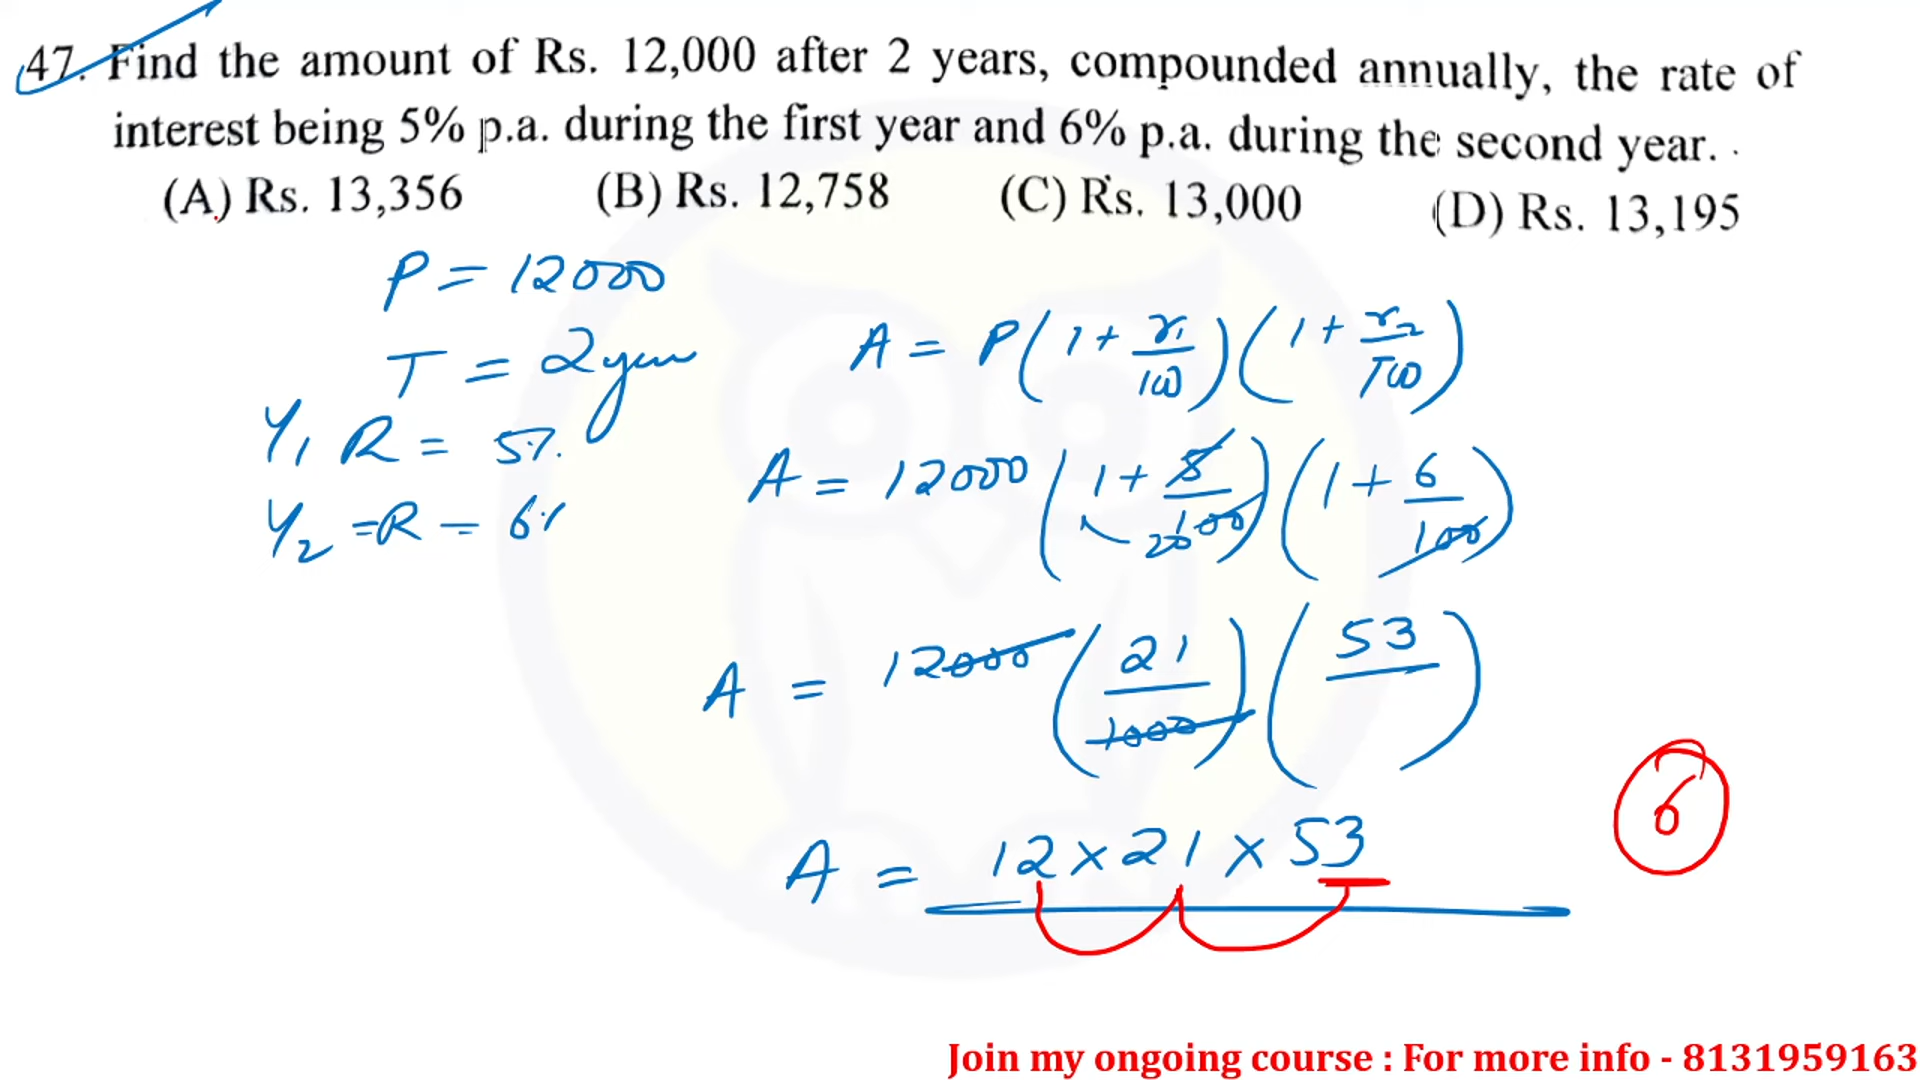 47. Find the amount of Rs. 12,000 after 2 years, compounded annually, the rate of
interest being 5% p.a. during the first year and 6% p.a. during the second year.
(A) Rs. 13,356 (B) Rs. 12,758 (C) Rs. 13,000 (D) Rs. 13,195
P = 12000
T = 2 year
Y1 R = 5%.
Y2 = R = 6%
A = P(1 + r1/100)(1 + r2/100)
A = 12000 (1 + 5/100 20)(1 + 6/100)
A = 12000 (21/1000)(53/)
A = 12 × 21 × 53
6
Join my ongoing course : For more info - 8131959163